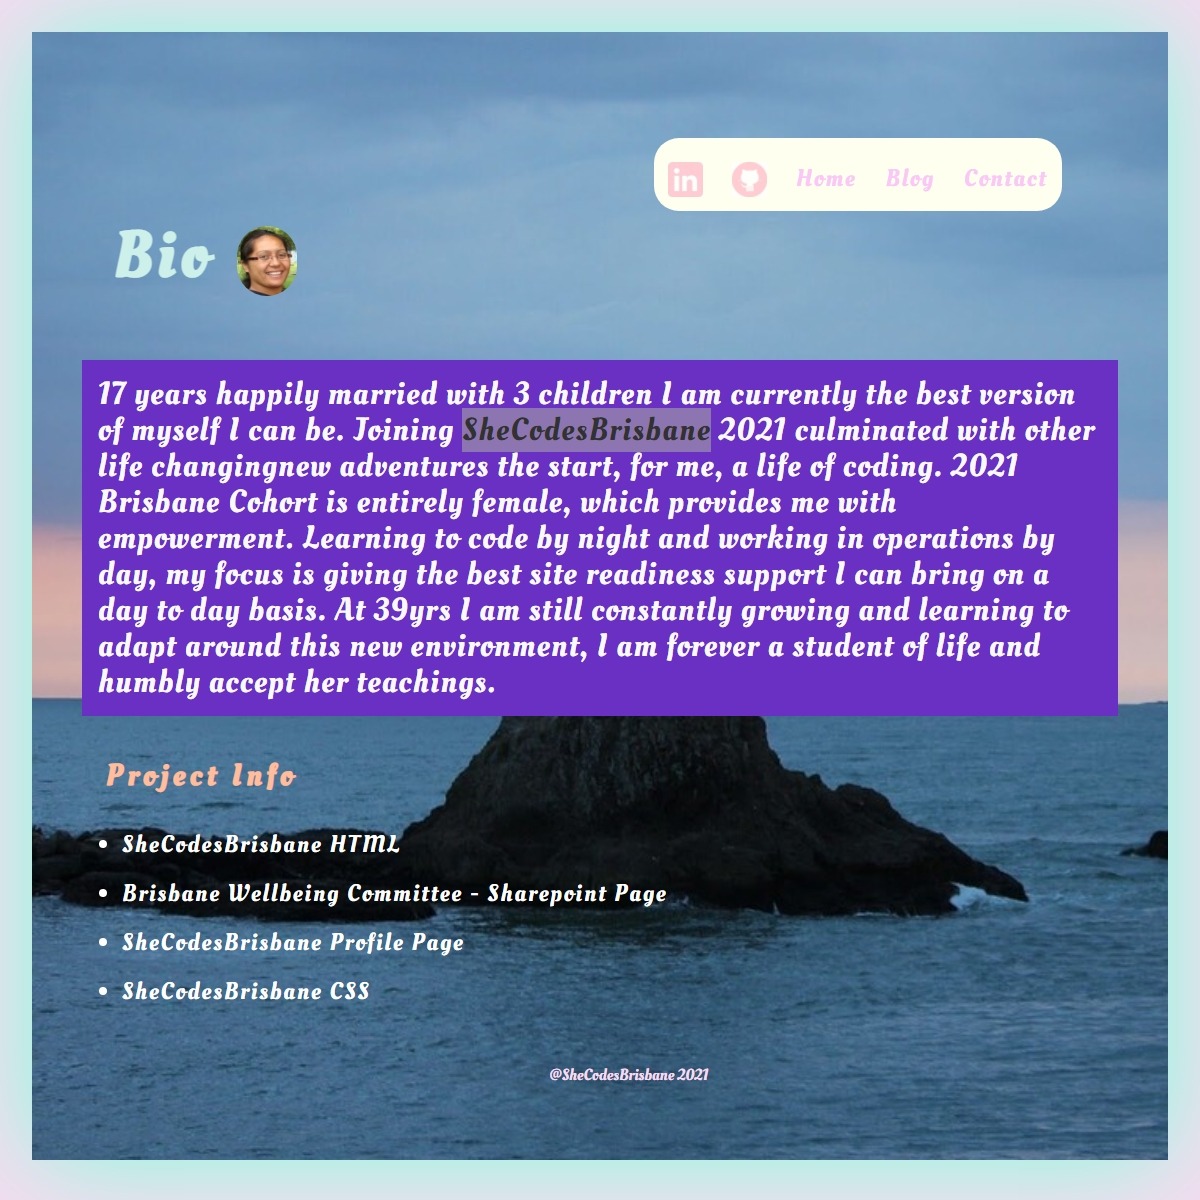 in Home Blog Contact
Bio
17 years happily married with 3 children I am currently the best version
of myself I can be. Joining SheCodesBrisbane 2021 culminated with other
life changingnew adventures the start, for me, a life of coding. 2021
Brisbane Cohort is entirely female, which provides me with
empowerment. Learning to code by night and working in operations by
day, my focus is giving the best site readiness support I can bring on a
day to day basis. At 39yrs I am still constantly growing and learning to
adapt around this new environment, I am forever a student of life and
humbly accept her teachings.
Project Info
• SheCodesBrisbane HTML
• Brisbane Wellbeing Committee - Sharepoint Page
• SheCodesBrisbane Profile Page
• SheCodesBrisbane CSS
@SheCodesBrisbane 2021